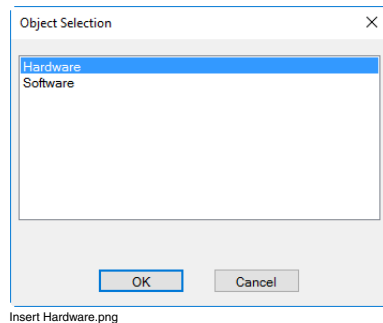 Object Selection
Hardware
Software
OK Cancel
Insert Hardware.png